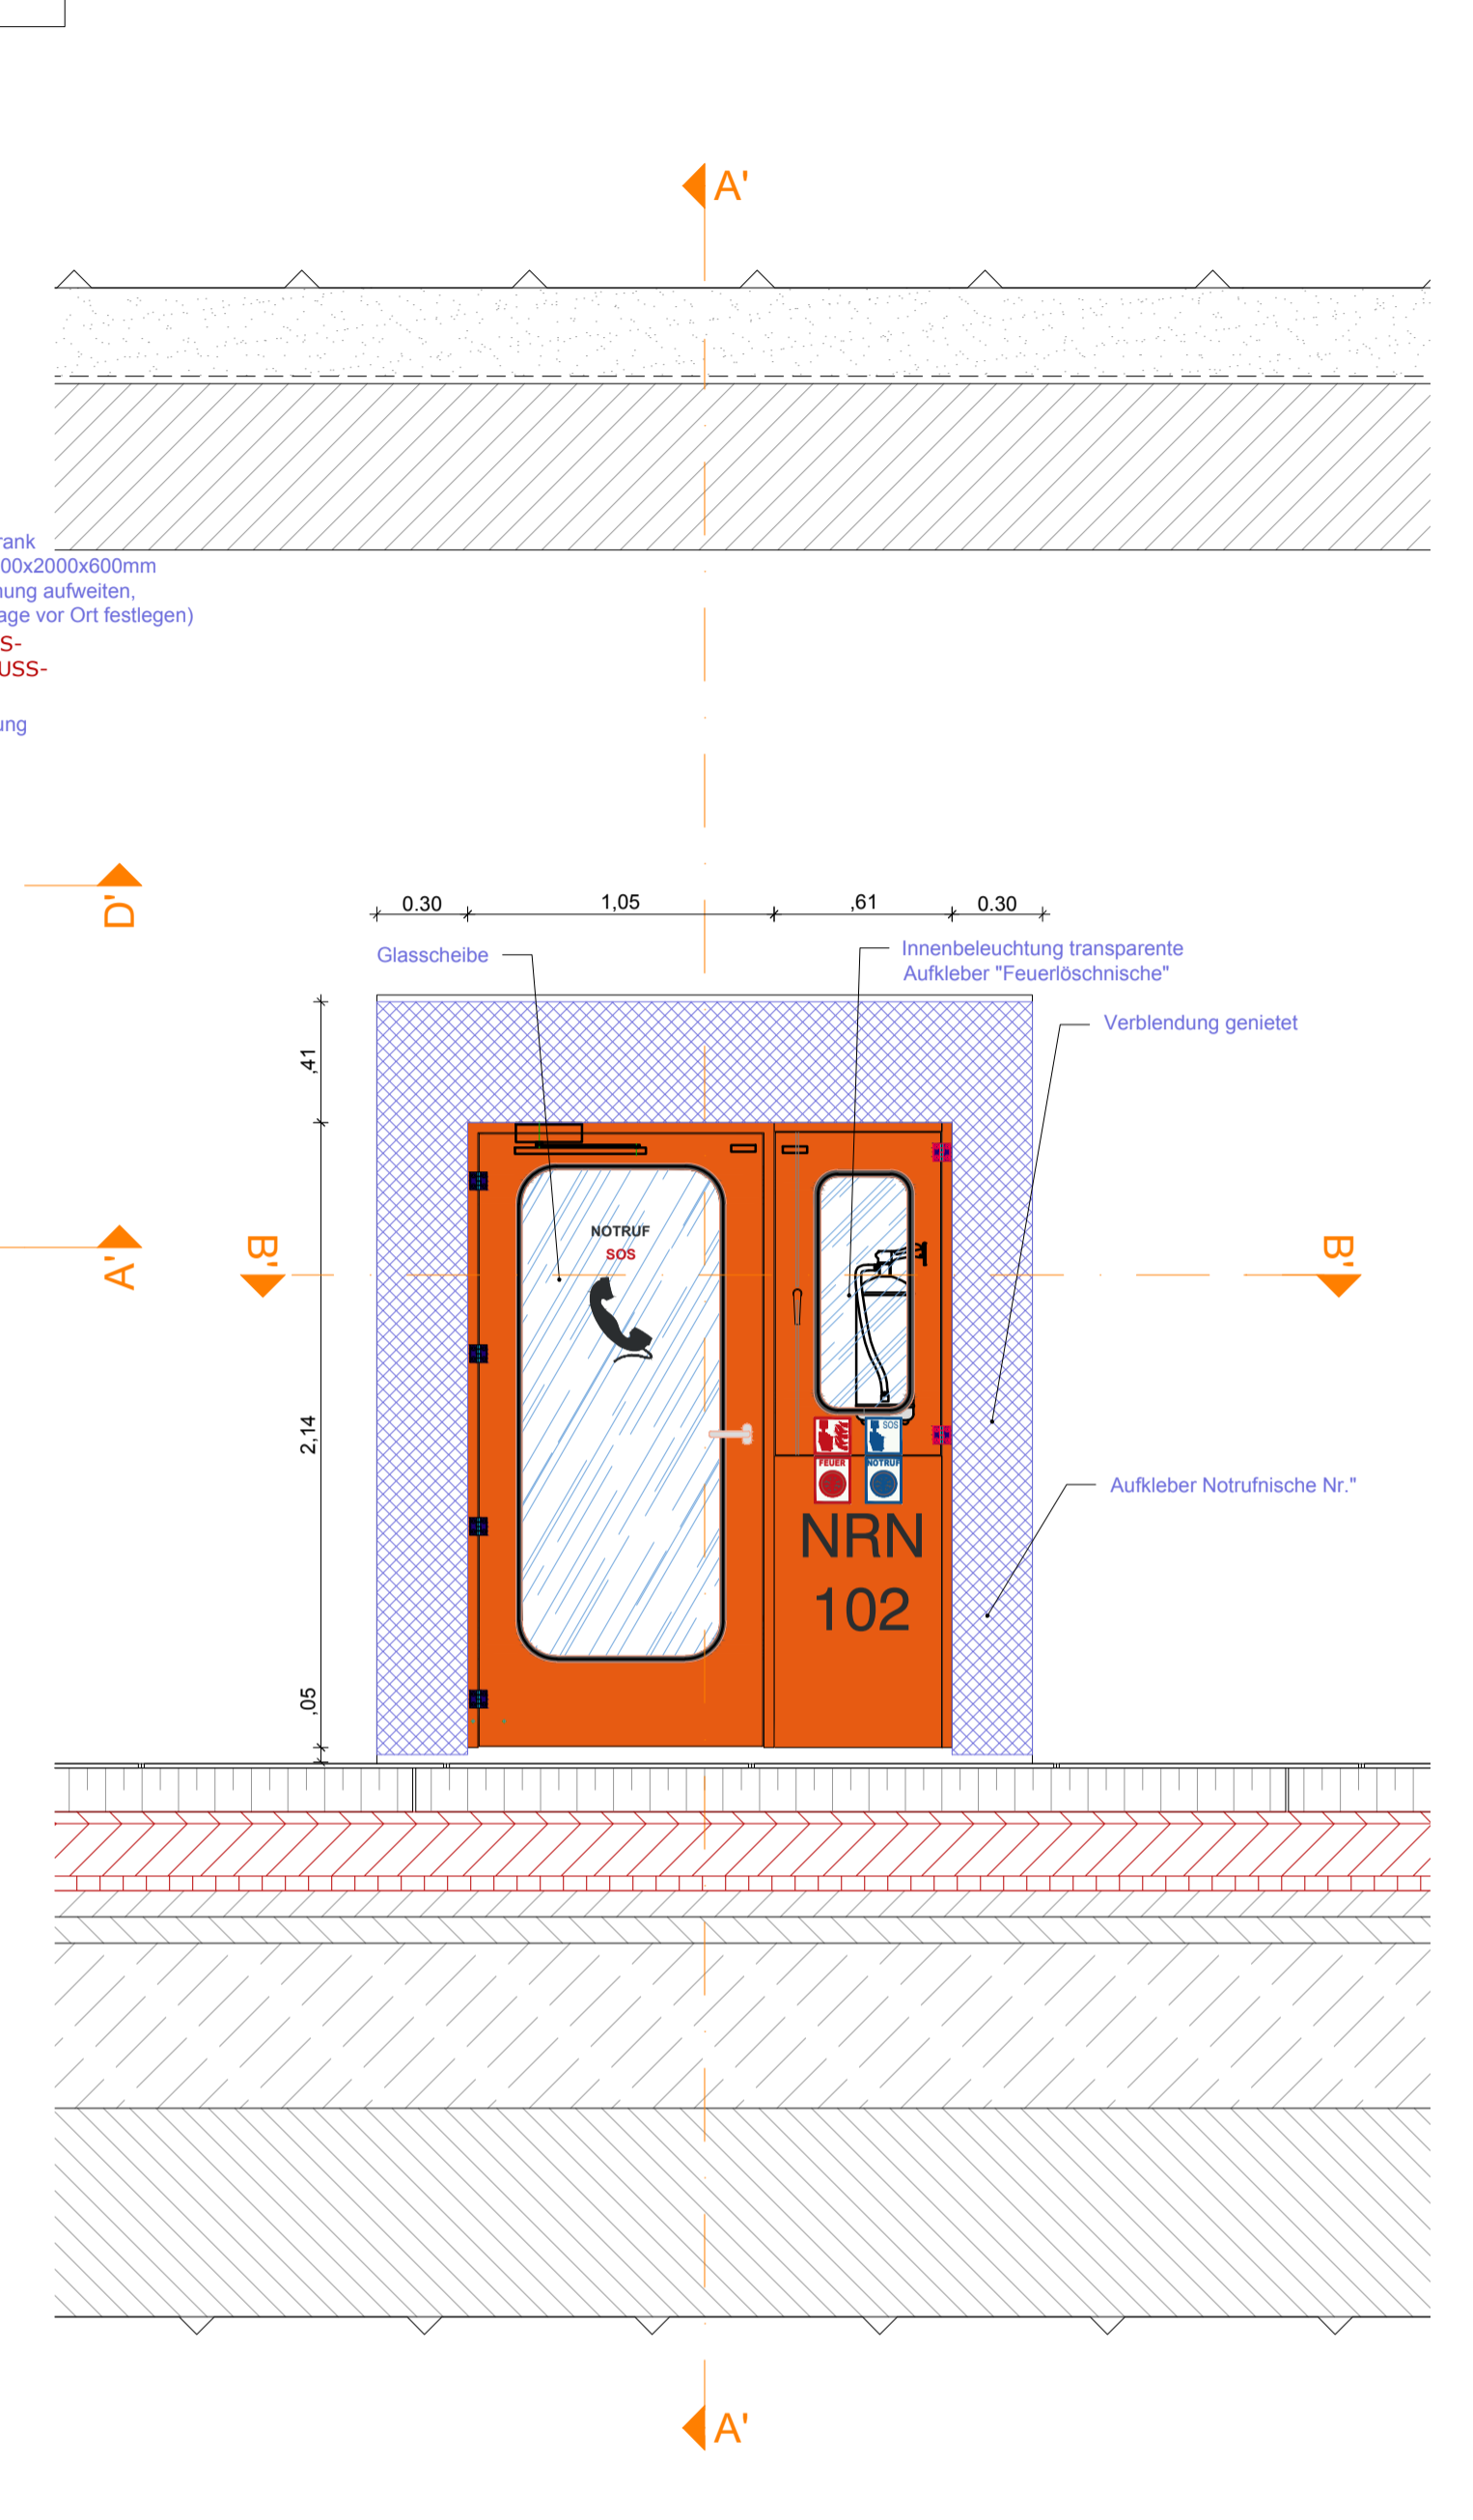 A'
rank
00x2000x600mm
nung aufweiten,
age vor Ort festlegen)
S-
USS-
ung
D'
0.30
1,05
,61
0.30
Glasscheibe
Innenbeleuchtung transparente
Aufkleber "Feuerlöschnische"
Verblendung genietet
,41
A'
B'
B'
NOTRUF
SOS
2,14
SOS
FEUER
NOTRUF
Aufkleber Notrufnische Nr."
NRN
102
,05
A'